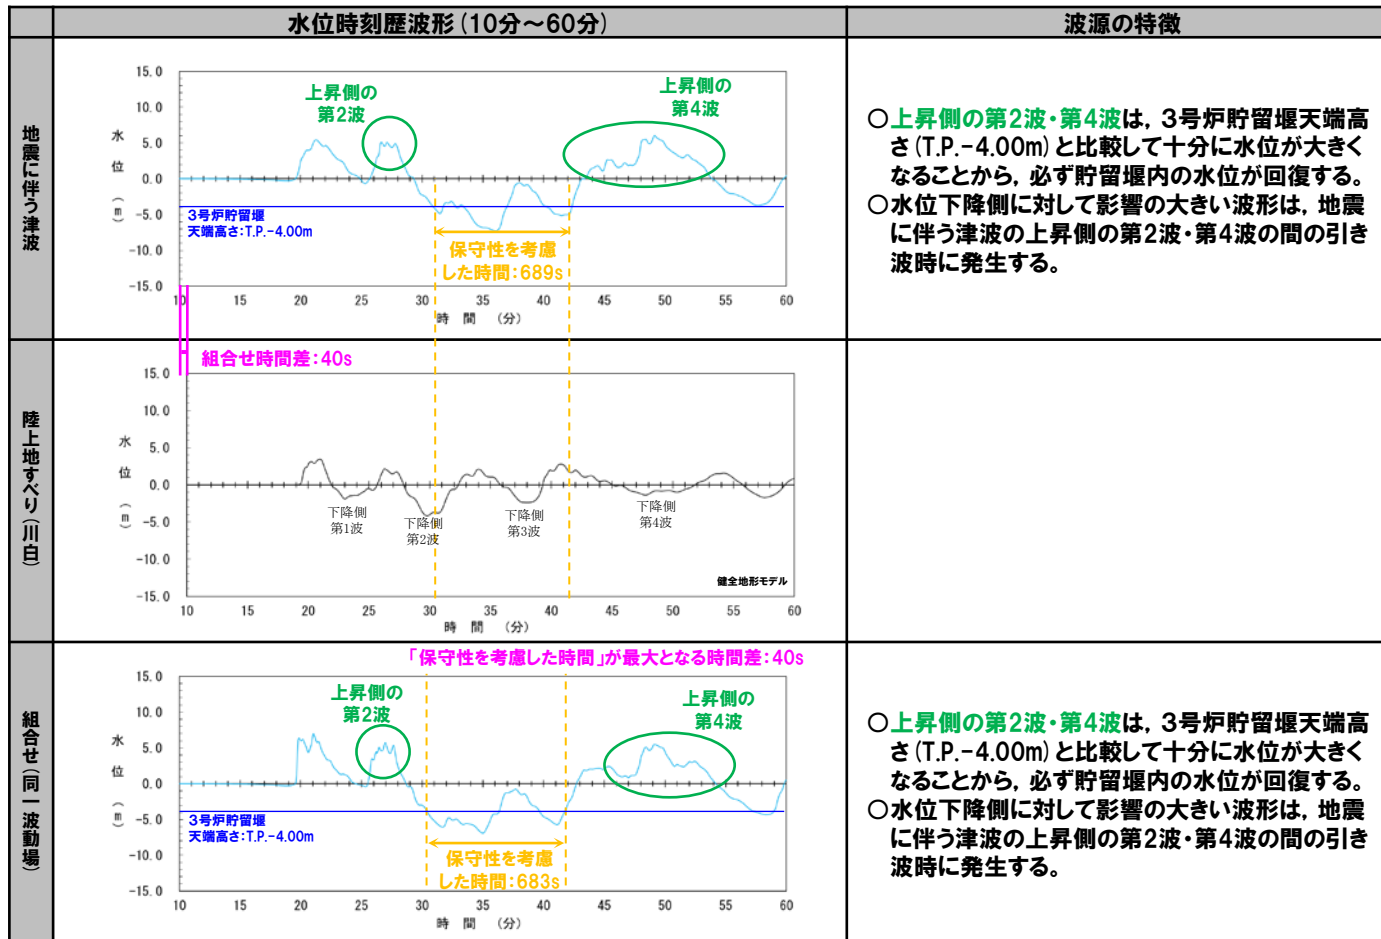 水位時刻歴波形(10分～60分)
波源の特徴
地震に伴う津波
15.0
10.0
5.0
0.0
-5.0
-10.0
-15.0
水位(m)
上昇側の
第2波
上昇側の
第4波
3号炉貯留堰
天端高さ:T.P.-4.00m
保守性を考慮
した時間:689s
10 15 20 25 30 35 40 45 50 55 60
時 間 (分)
○上昇側の第2波・第4波は,3号炉貯留堰天端高
さ(T.P.-4.00m)と比較して十分に水位が大きく
なることから,必ず貯留堰内の水位が回復する。
○水位下降側に対して影響の大きい波形は,地震
に伴う津波の上昇側の第2波・第4波の間の引き
波時に発生する。
陸上地すべり(川白)
組合せ時間差:40s
15.0
10.0
5.0
0.0
-5.0
-10.0
-15.0
水位(m)
下降側
第1波
下降側
第2波
下降側
第3波
下降側
第4波
健全地形モデル
10 15 20 25 30 35 40 45 50 55 60
時 間 (分)
組合せ(同一波動場)
「保守性を考慮した時間」が最大となる時間差:40s
15.0
10.0
5.0
0.0
-5.0
-10.0
-15.0
水位(m)
上昇側の
第2波
上昇側の
第4波
3号炉貯留堰
天端高さ:T.P.-4.00m
保守性を考慮
した時間:683s
10 15 20 25 30 35 40 45 50 55 60
時 間 (分)
○上昇側の第2波・第4波は,3号炉貯留堰天端高
さ(T.P.-4.00m)と比較して十分に水位が大きく
なることから,必ず貯留堰内の水位が回復する。
○水位下降側に対して影響の大きい波形は,地震
に伴う津波の上昇側の第2波・第4波の間の引き
波時に発生する。